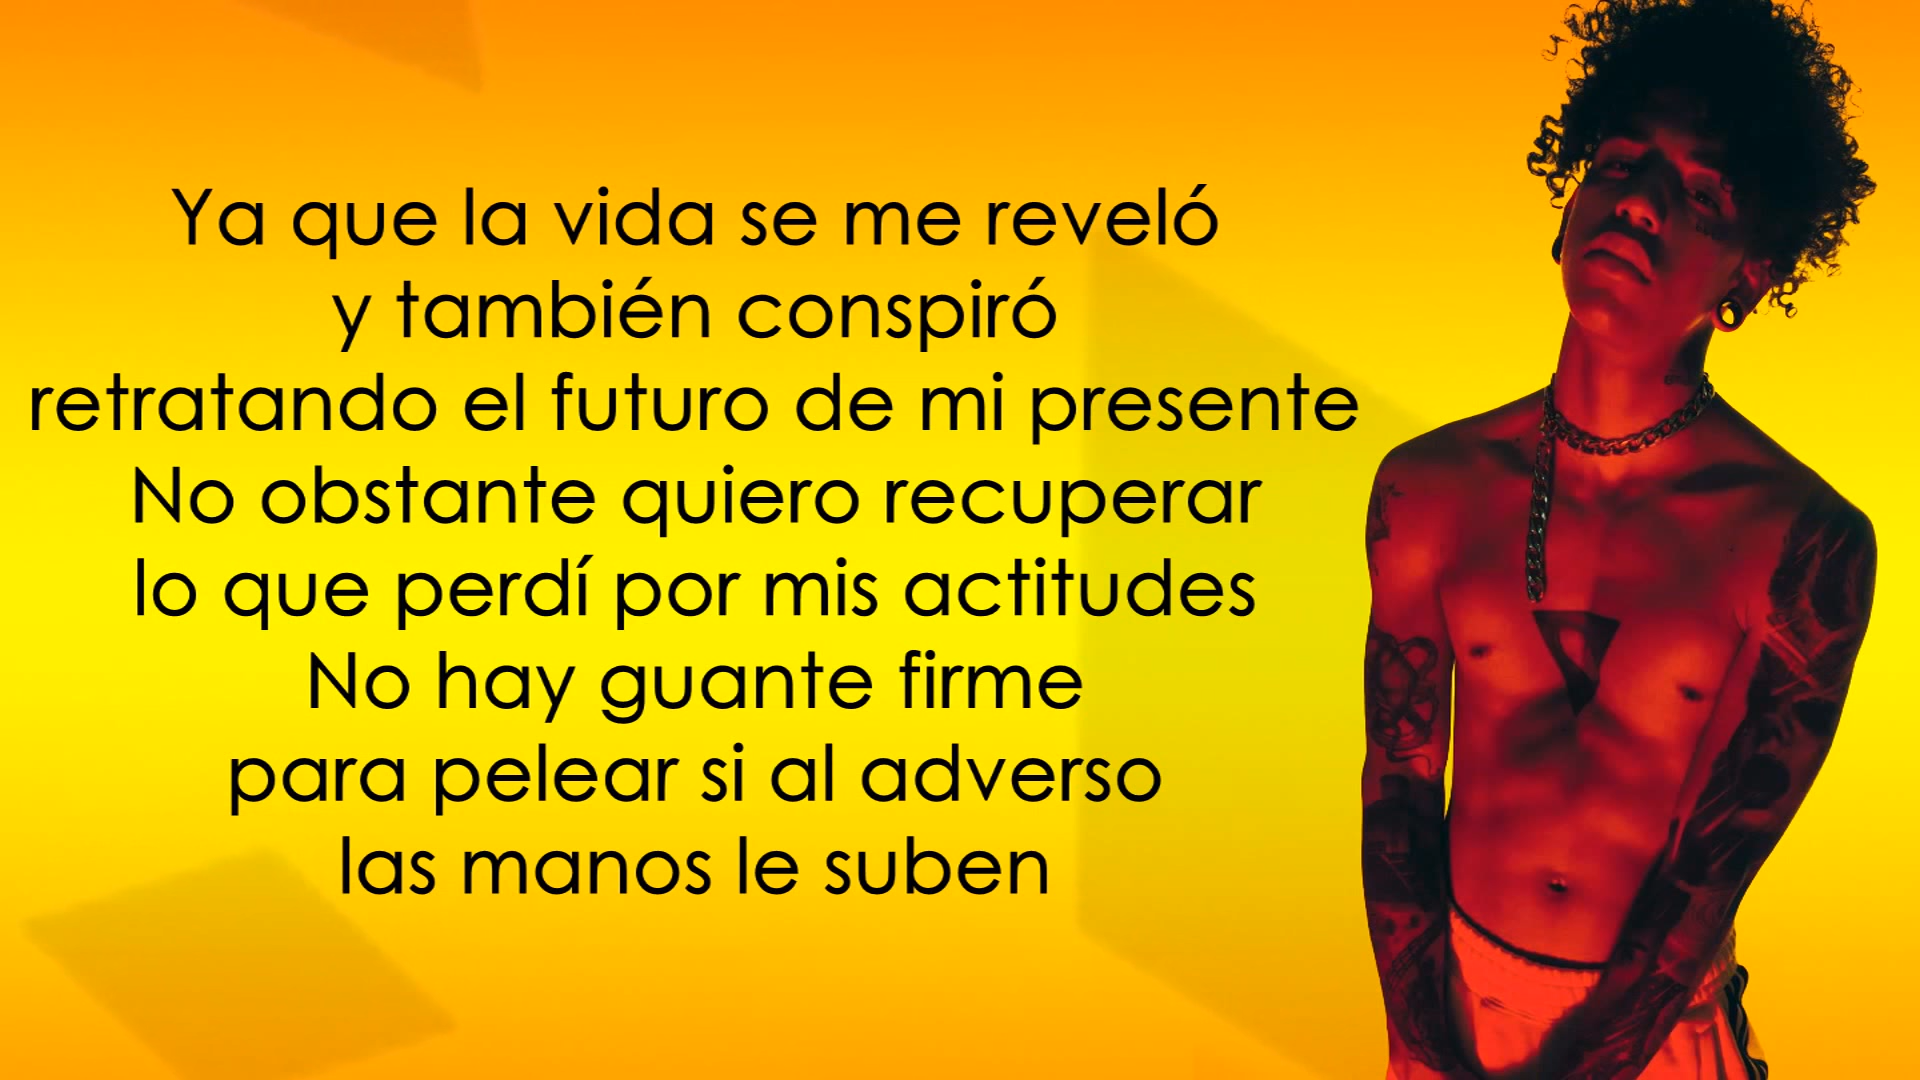 Ya que la vida se me reveló
y también conspiró
retratando el futuro de mi presente
No obstante quiero recuperar
lo que perdí por mis actitudes
No hay guante firme
para pelear si al adverso
las manos le suben